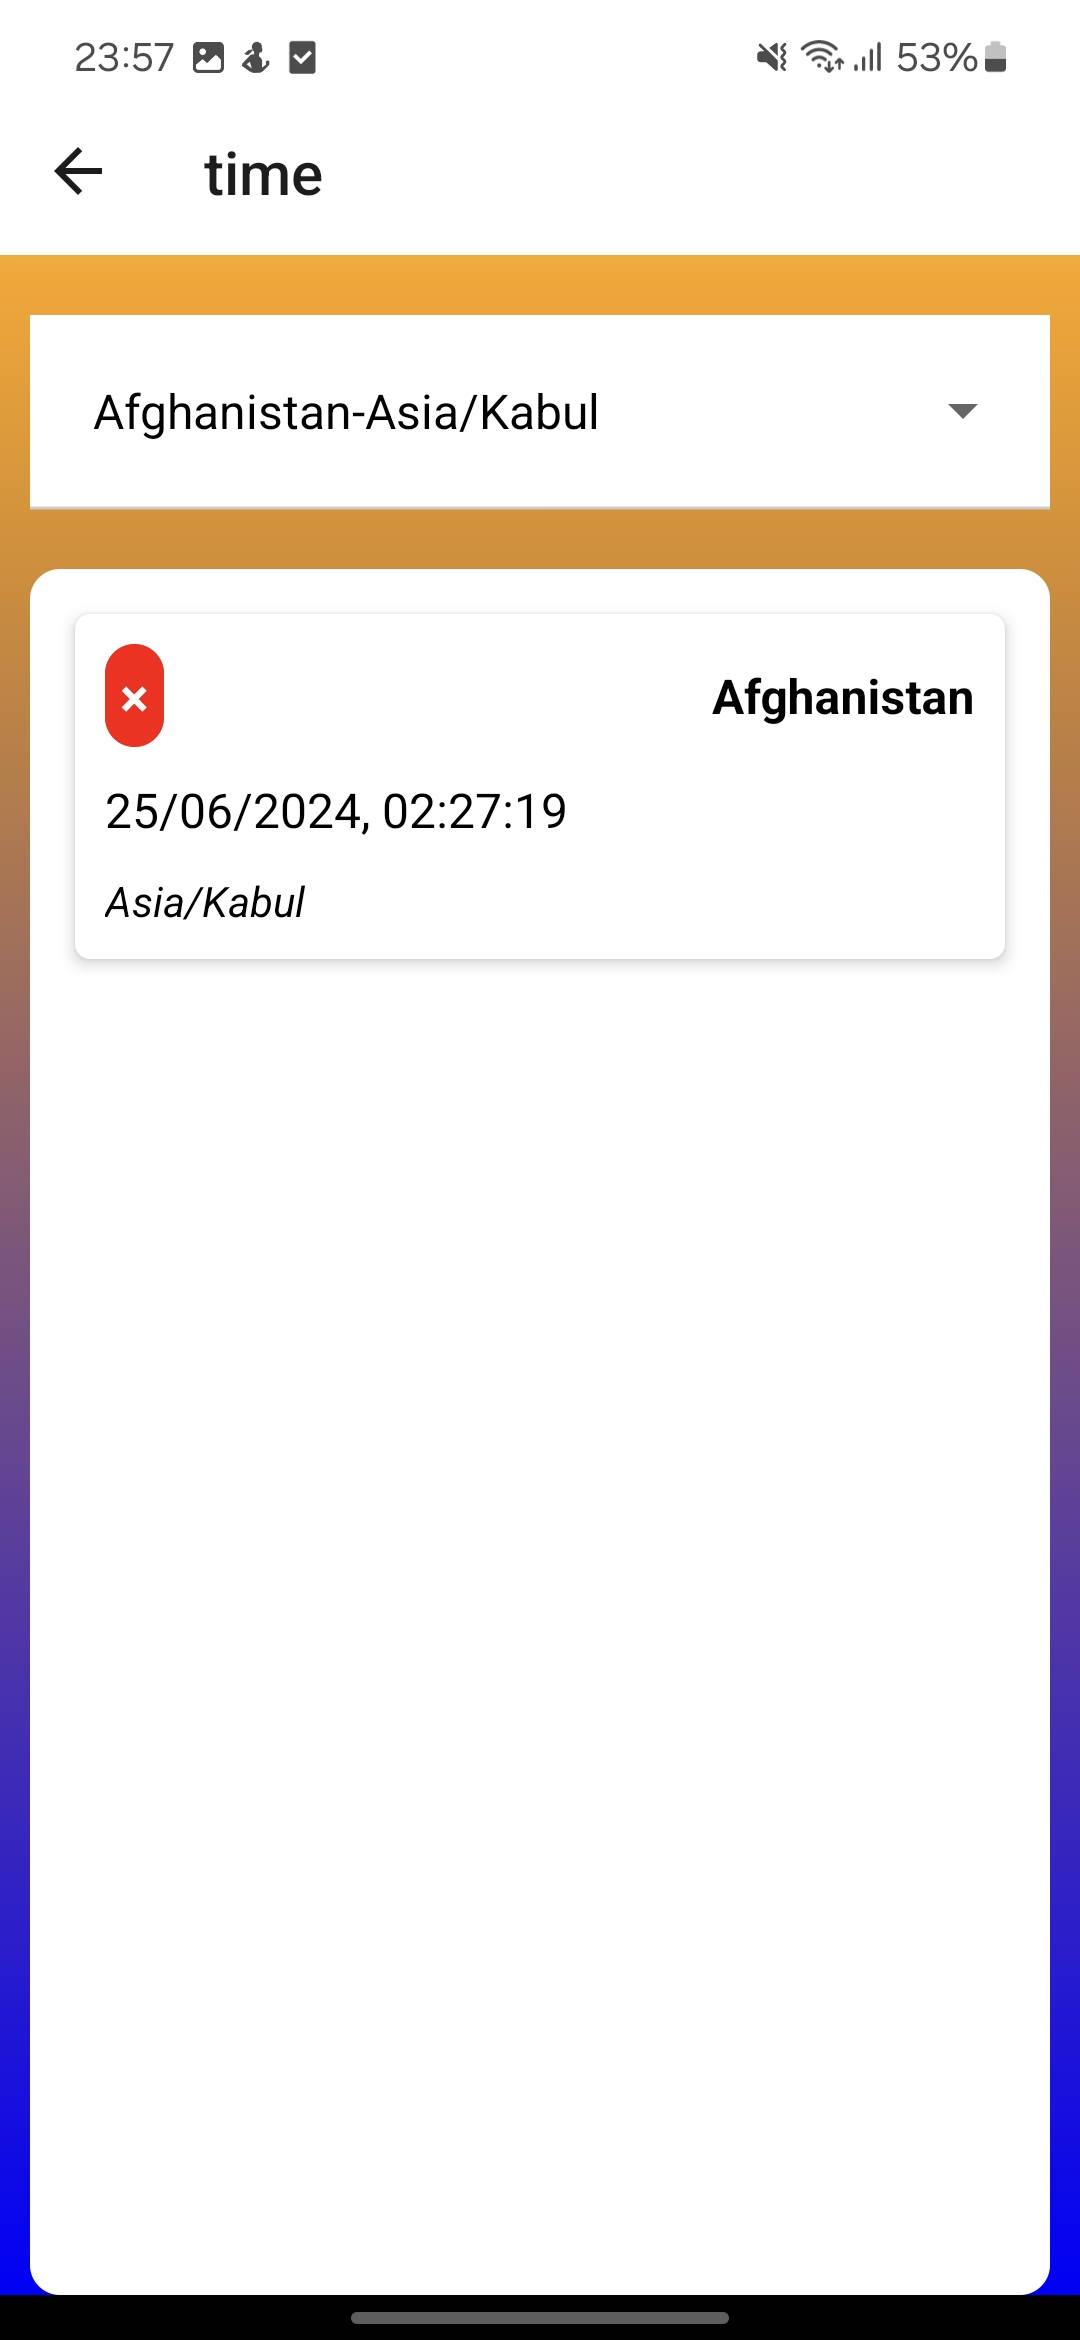 23:57 53%
time
Afghanistan-Asia/Kabul
Afghanistan
25/06/2024, 02:27:19
Asia/Kabul